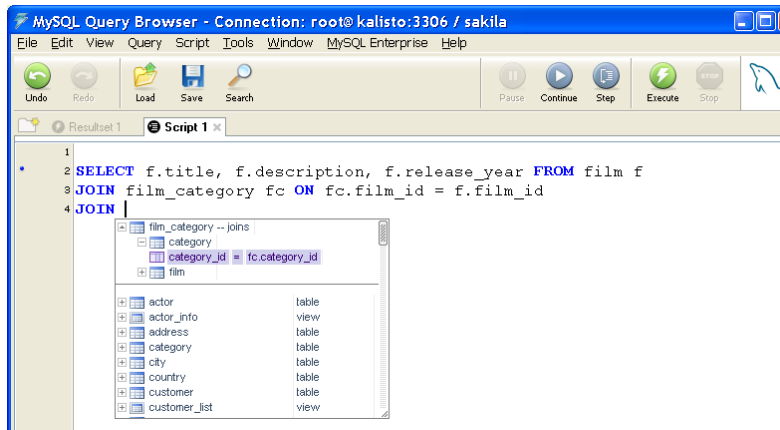 MySQL Query Browser - Connection: root@ kalisto:3306 / sakila
File Edit View Query Script Tools Window MySQL Enterprise Help
Undo Redo Load Save Search Pause Continue Step Execute Stop
STOP
Resultset 1 Script 1
1
2 SELECT f.title, f.description, f.release_year FROM film f
3 JOIN film_category fc ON fc.film_id = f.film_id
4 JOIN
film_category -- joins
category
category_id = fc.category_id
film
actor table
actor_info view
address table
category table
city table
country table
customer table
customer_list view